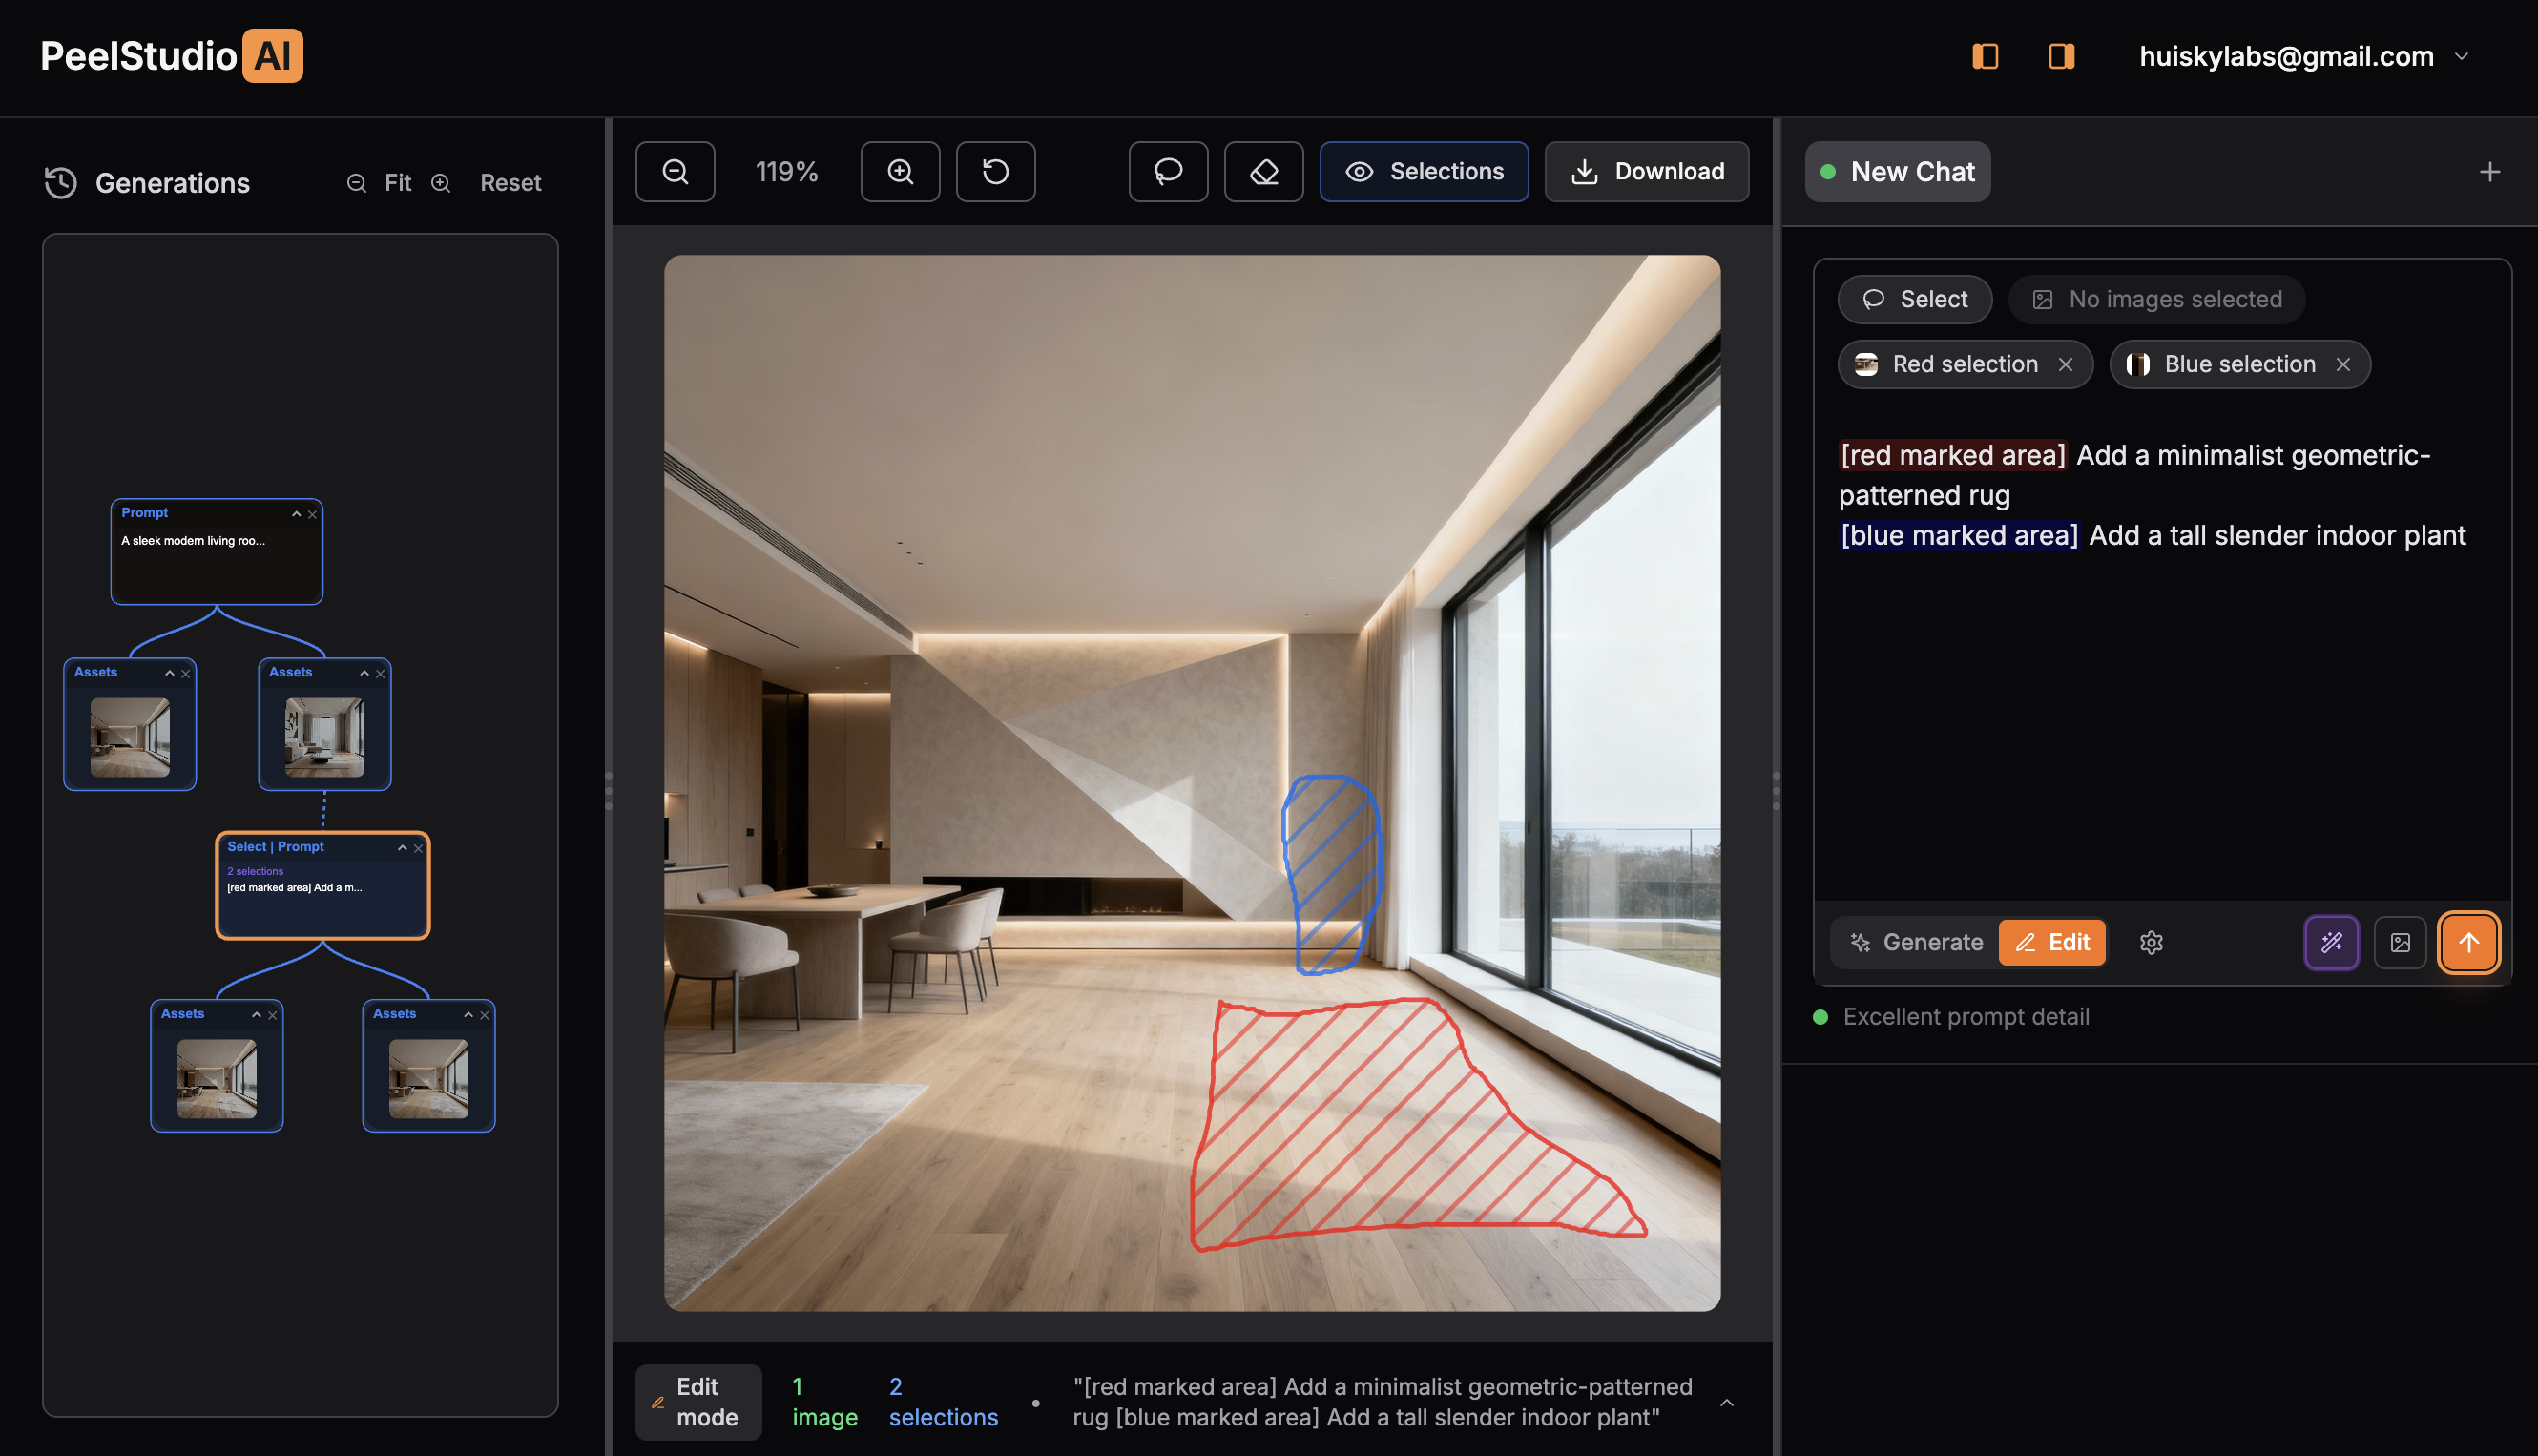 PeelStudio AI
huiskylabs@gmail.com
Generations
Fit
Reset
Prompt
A sleek modern living roo...
Assets
Assets
Select | Prompt
2 selections
[red marked area] Add a m...
Assets
Assets
119%
Selections
Download
Edit mode
1 image
2 selections
"[red marked area] Add a minimalist geometric-patterned
rug [blue marked area] Add a tall slender indoor plant"
New Chat
Select
No images selected
Red selection
Blue selection
[red marked area] Add a minimalist geometric-
patterned rug
[blue marked area] Add a tall slender indoor plant
Generate
Edit
Excellent prompt detail